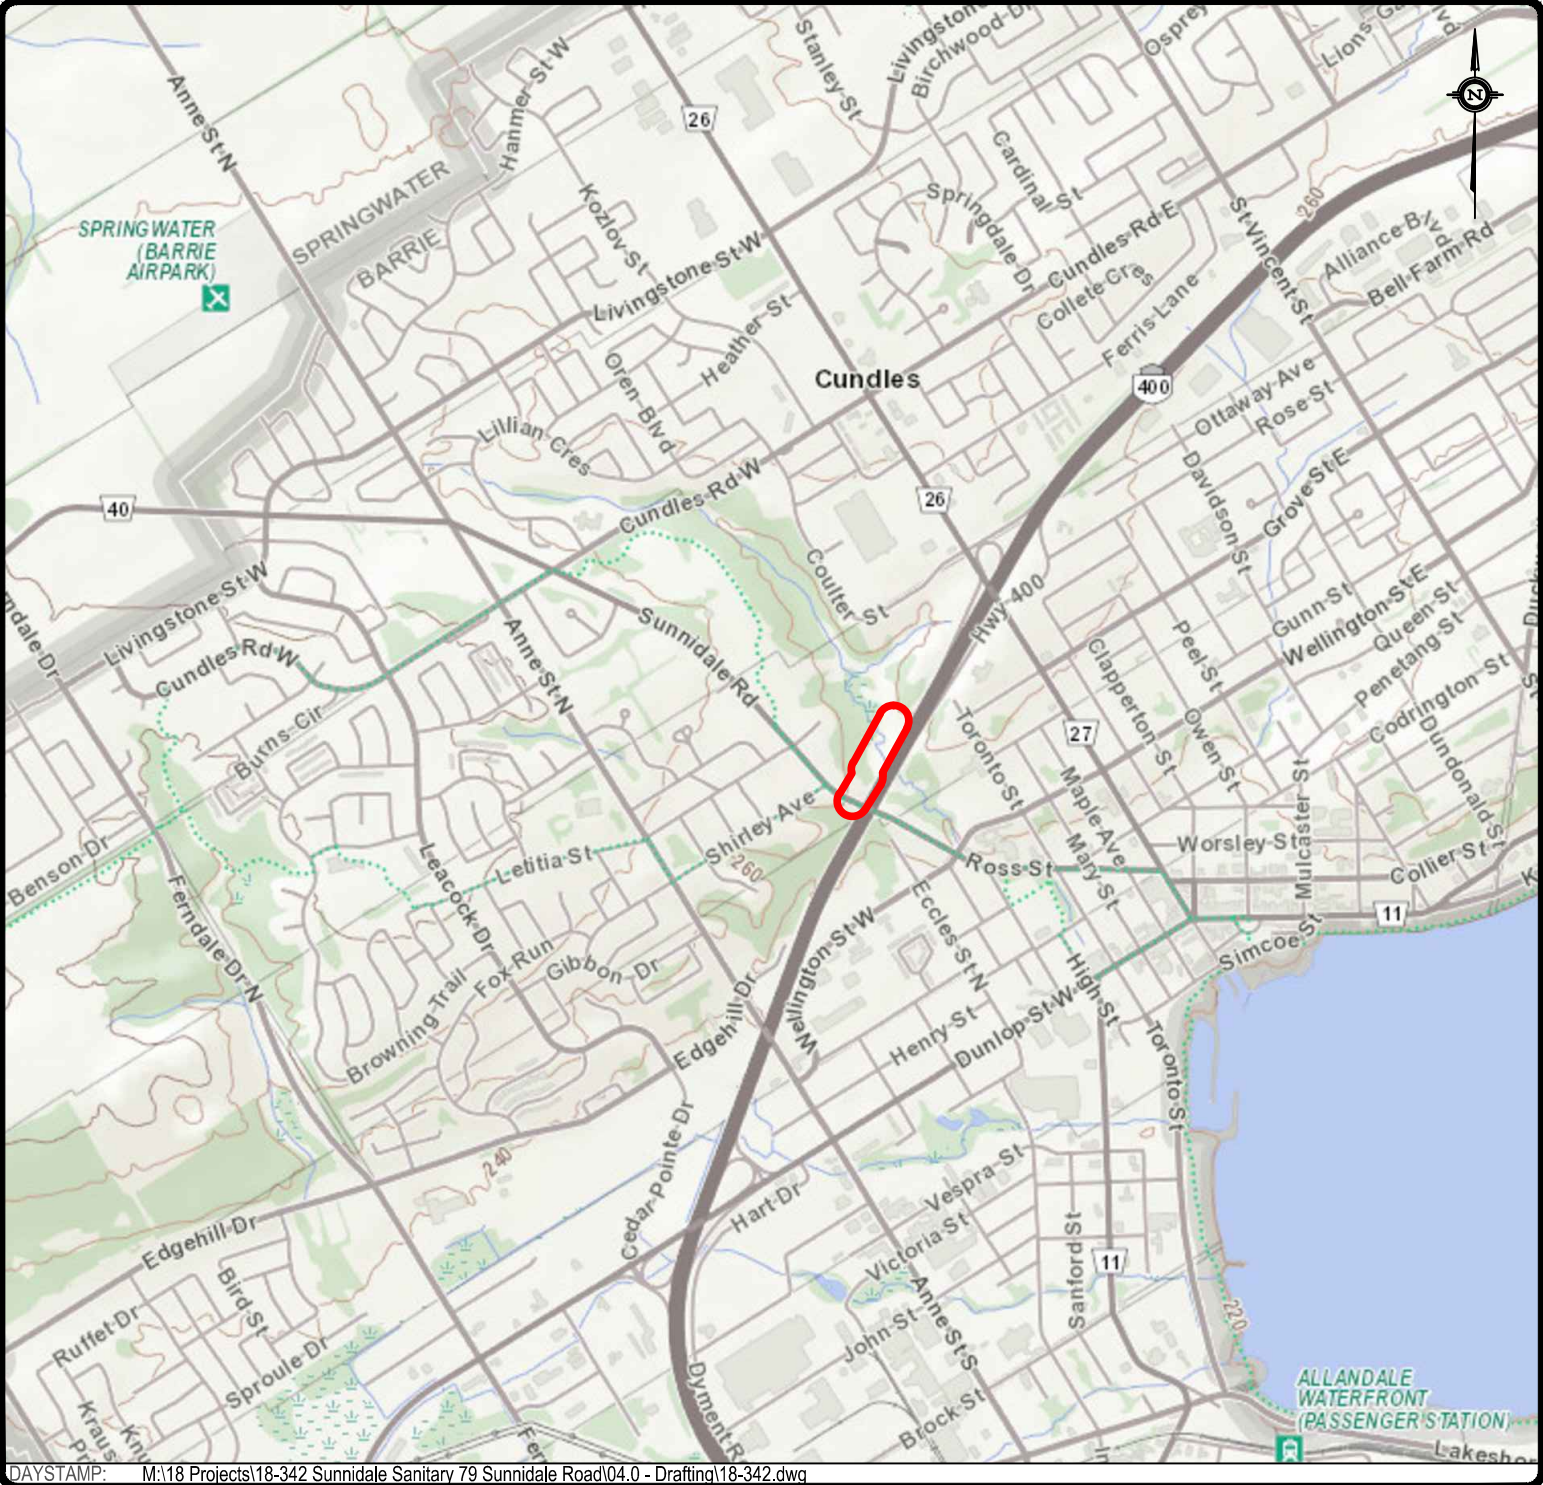 Livingstone
Birchwood-Dr
Stanley-St
Osprey
Lions
Anne-St-N
Hanmer-St-W
26
N
Cardinal-St
Springdale-Dr
SPRINGWATER
BARRIE
Kozlov-St
SPRINGWATER
(BARRIE
AIRPARK)
260
St-Vincent-St
Cundles-Rd-E
Alliance-Blvd
Bell-Farm-Rd
Livingstone-St-W
Collete-Cres
Ferris-Lane
Heather-St
Oren-Blvd
Cundles
400
Ottaway-Ave
Rose-St
Lillian-Cres
Davidson-St
Grove-St-E
Cundles-Rd-W
26
40
Livingstone-St-W
Coulter-St
Hwy-400
Gunn-St
Wellington-St-E
Queen-St
Penetang-St
Codrington-St
Sunnidale-Rd
Anne-St-N
Cundles-Rd-W
Peel-St
Clapperton-St
Owen-St
Dundonald-St
Burns-Cir
27
Toronto-St
Maple-Ave
Mary-St
Mulcaster-St
Worsley-St
Collier-St
Shirley-Ave
260
Letitia-St
Ross-St
Benson-Dr
Leacock-Dr
Ferndale-Dr-N
Eccles-St-N
11
Simcoe-St
Wellington-St-W
Fox-Run
Gibbon-Dr
Browning-Trail
Edgehill-Dr
High-St
Dunlop-St-W
Henry-St
Toronto-St
Cedar-Pointe-Dr
240
Vespra-St
Hart-Dr
Edgehill-Dr
Victoria-St
Sanford-St
11
Bird-St
Anne-St-S
220
Ruffet-Dr
John-St
Sproule-Dr
Dyment-R
Brock-St
ALLANDALE
WATERFRONT
(PASSENGER STATION)
Lakeshor
DAYSTAMP: M:\18 Projects\18-342 Sunnidale Sanitary 79 Sunnidale Road\04.0 - Drafting\18-342.dwg